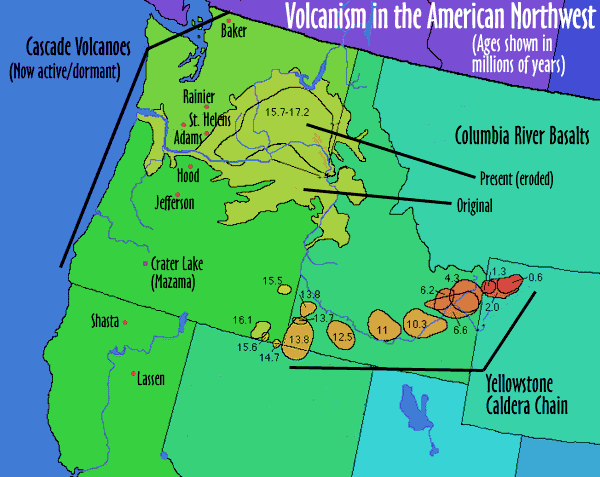 Volcanism in the American Northwest
(Ages shown in
millions of years)
Cascade Volcanoes
(Now active/dormant)
Baker
Rainier
St. Helens
Adams
Hood
Jefferson
Crater Lake
(Mazama)
Shasta
Lassen
15.7-17.2
Columbia River Basalts
Present (eroded)
Original
15.5
13.8
13.7
16.1
15.6
14.7
13.8
12.5
11
10.3
6.2
4.3
6.6
2.0
1.3
0.6
Yellowstone
Caldera Chain